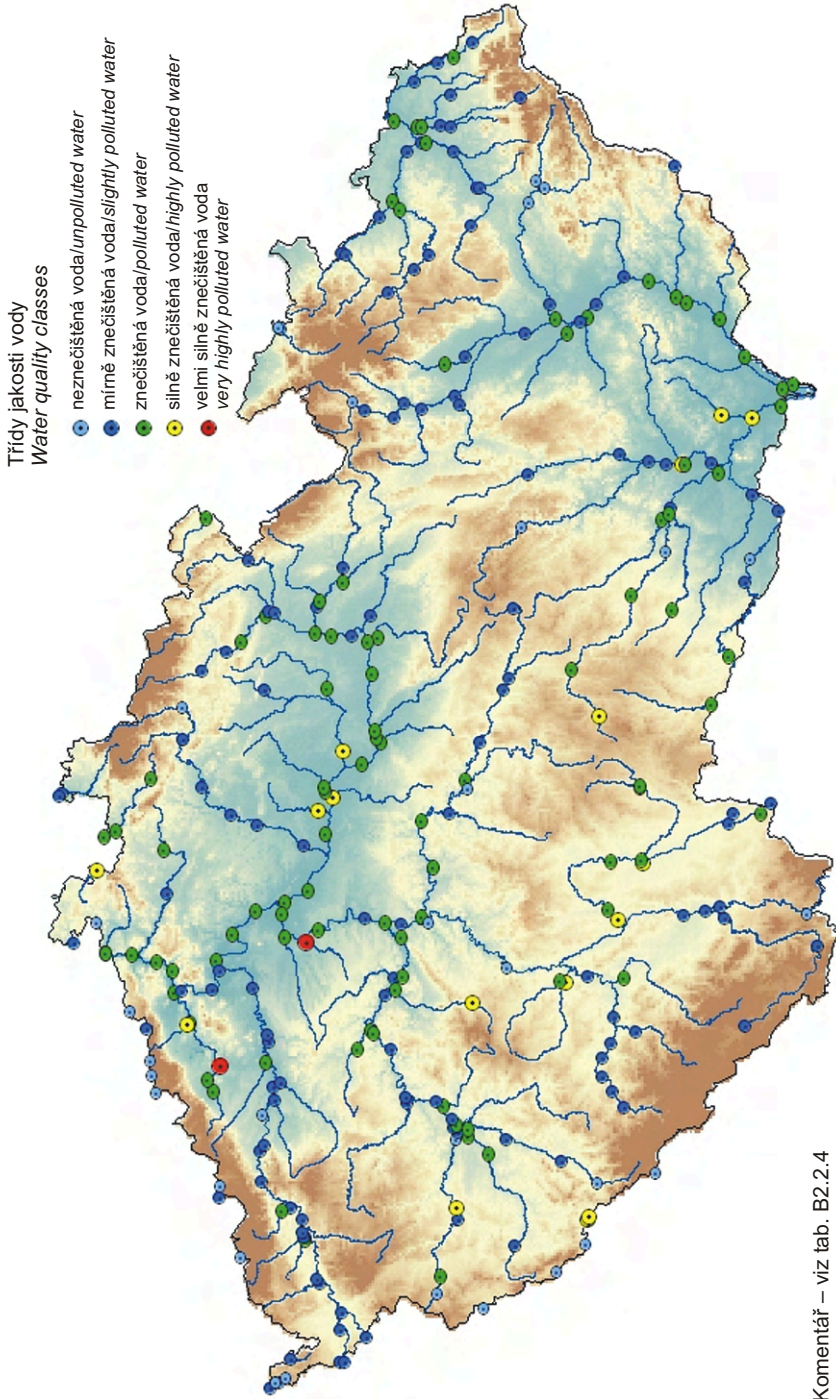 Třídy jakosti vody
Water quality classes
neznečištěná voda/unpolluted water
mírně znečištěná voda/slightly polluted water
znečištěná voda/polluted water
silně znečištěná voda/highly polluted water
velmi silně znečištěná voda
very highly polluted water
Komentář – viz tab. B2.2.4